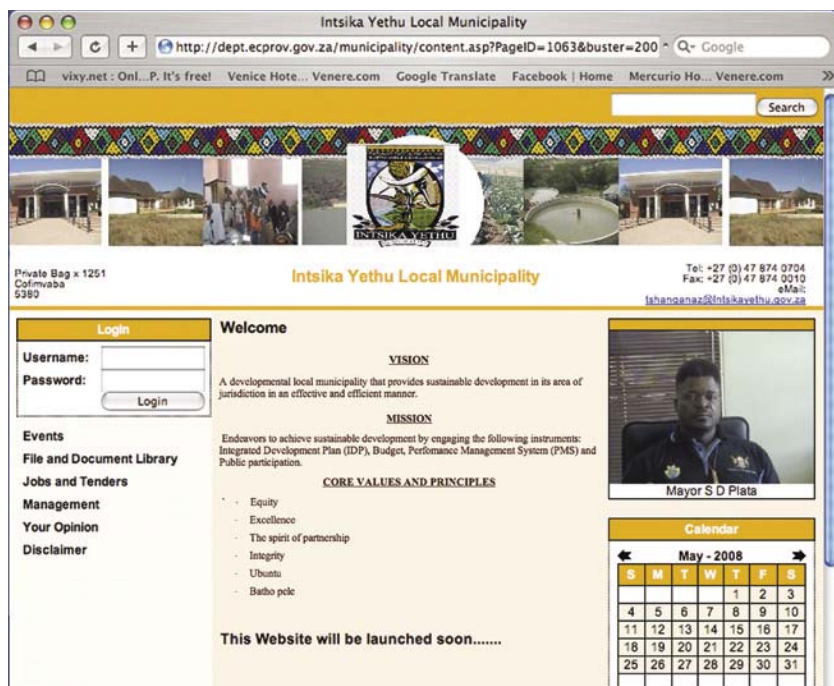 Intsika Yethu Local Municipality
http://dept.ecprov.gov.za/municipality/content.asp?PageID=1063&buster=200
Google
vixy.net : Onl...P. It's free!
Venice Hote... Venere.com
Google Translate
Facebook | Home
Mercurio Ho... Venere.com
Search
INTSIKA YETHU
Private Bag x 1251
Cofimvaba
5380
Intsika Yethu Local Municipality
Tel: +27 (0) 47 874 0704
Fax: +27 (0) 47 874 0010
eMail:
tshanganaz@Intsikayethu.gov.za
Login
Username:
Password:
Login
Events
File and Document Library
Jobs and Tenders
Management
Your Opinion
Disclaimer
Welcome
VISION
A developmental local municipality that provides sustainable development in its area of
jurisdiction in an effective and efficient manner.
MISSION
Endeavors to achieve sustainable development by engaging the following instruments:
Integrated Development Plan (IDP), Budget, Perfomance Management System (PMS) and
Public participation.
CORE VALUES AND PRINCIPLES
· Equity
· Excellence
· The spirit of partnership
· Integrity
· Ubuntu
· Batho pele
This Website will be launched soon.......
Mayor S D Plata
Calendar
May - 2008
S M T W T F S
1 2 3
4 5 6 7 8 9 10
11 12 13 14 15 16 17
18 19 20 21 22 23 24
25 26 27 28 29 30 31